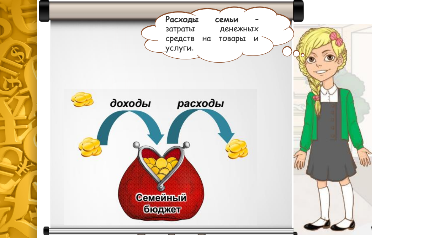 Расходы семьи –
затраты денежных
средств на товары и
услуги.
доходы расходы
Семейный
бюджет